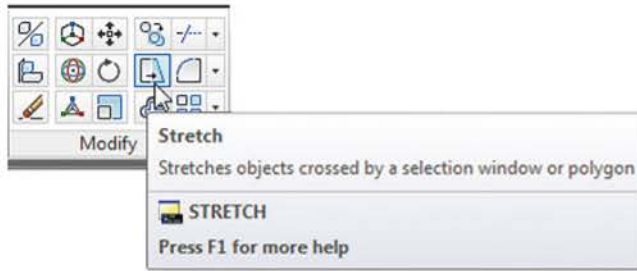 Modify
Stretch
Stretches objects crossed by a selection window or polygon
STRETCH
Press F1 for more help